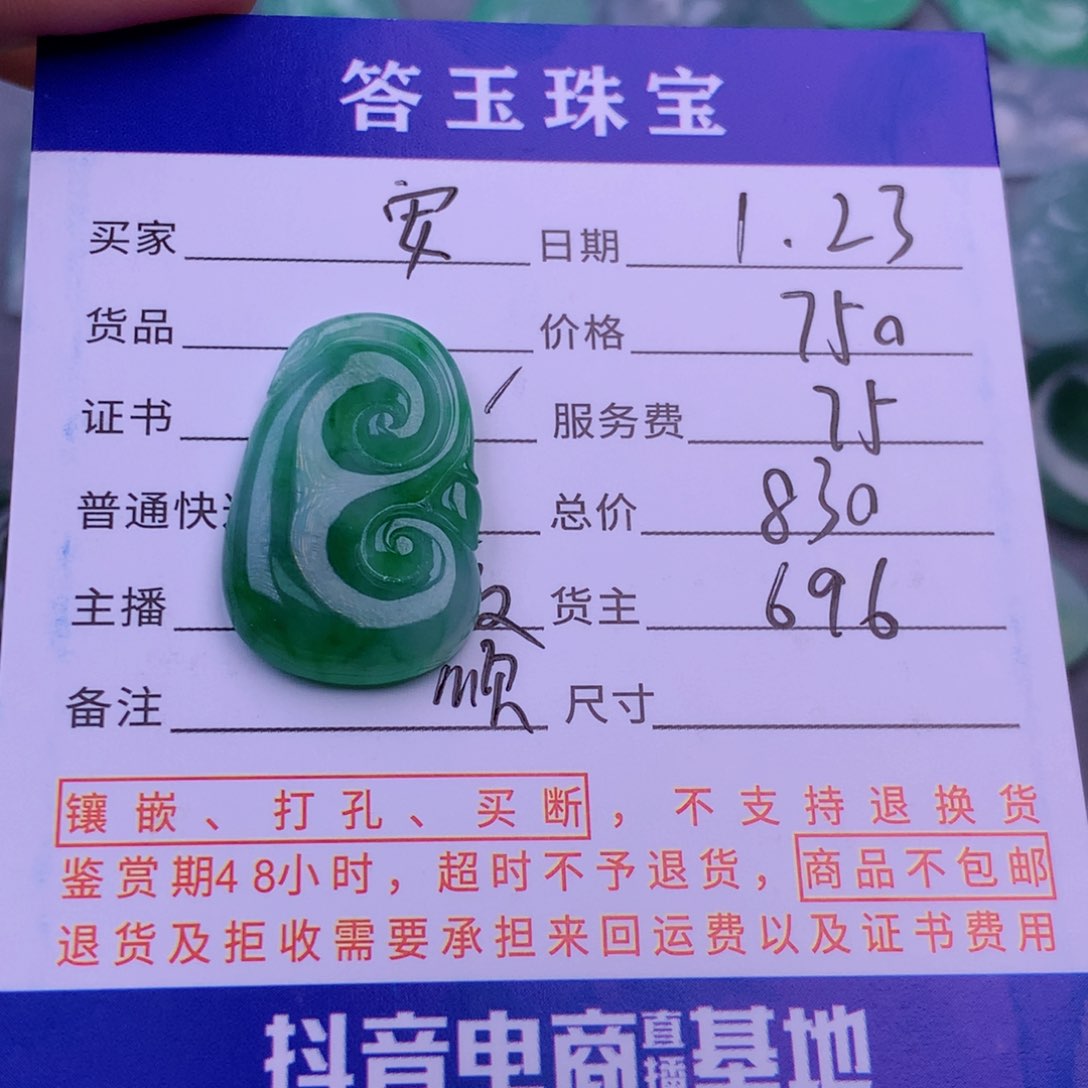 答玉珠宝
买家 安 日期 1.23
货品 价格 750
证书 服务费 75
普通快 总价 830
主播 货主 696
备注 顺 尺寸
镶嵌、打孔、买断，不支持退换货
鉴赏期48小时，超时不予退货，商品不包邮
退货及拒收需要承担来回运费以及证书费用
抖音电商直播基地